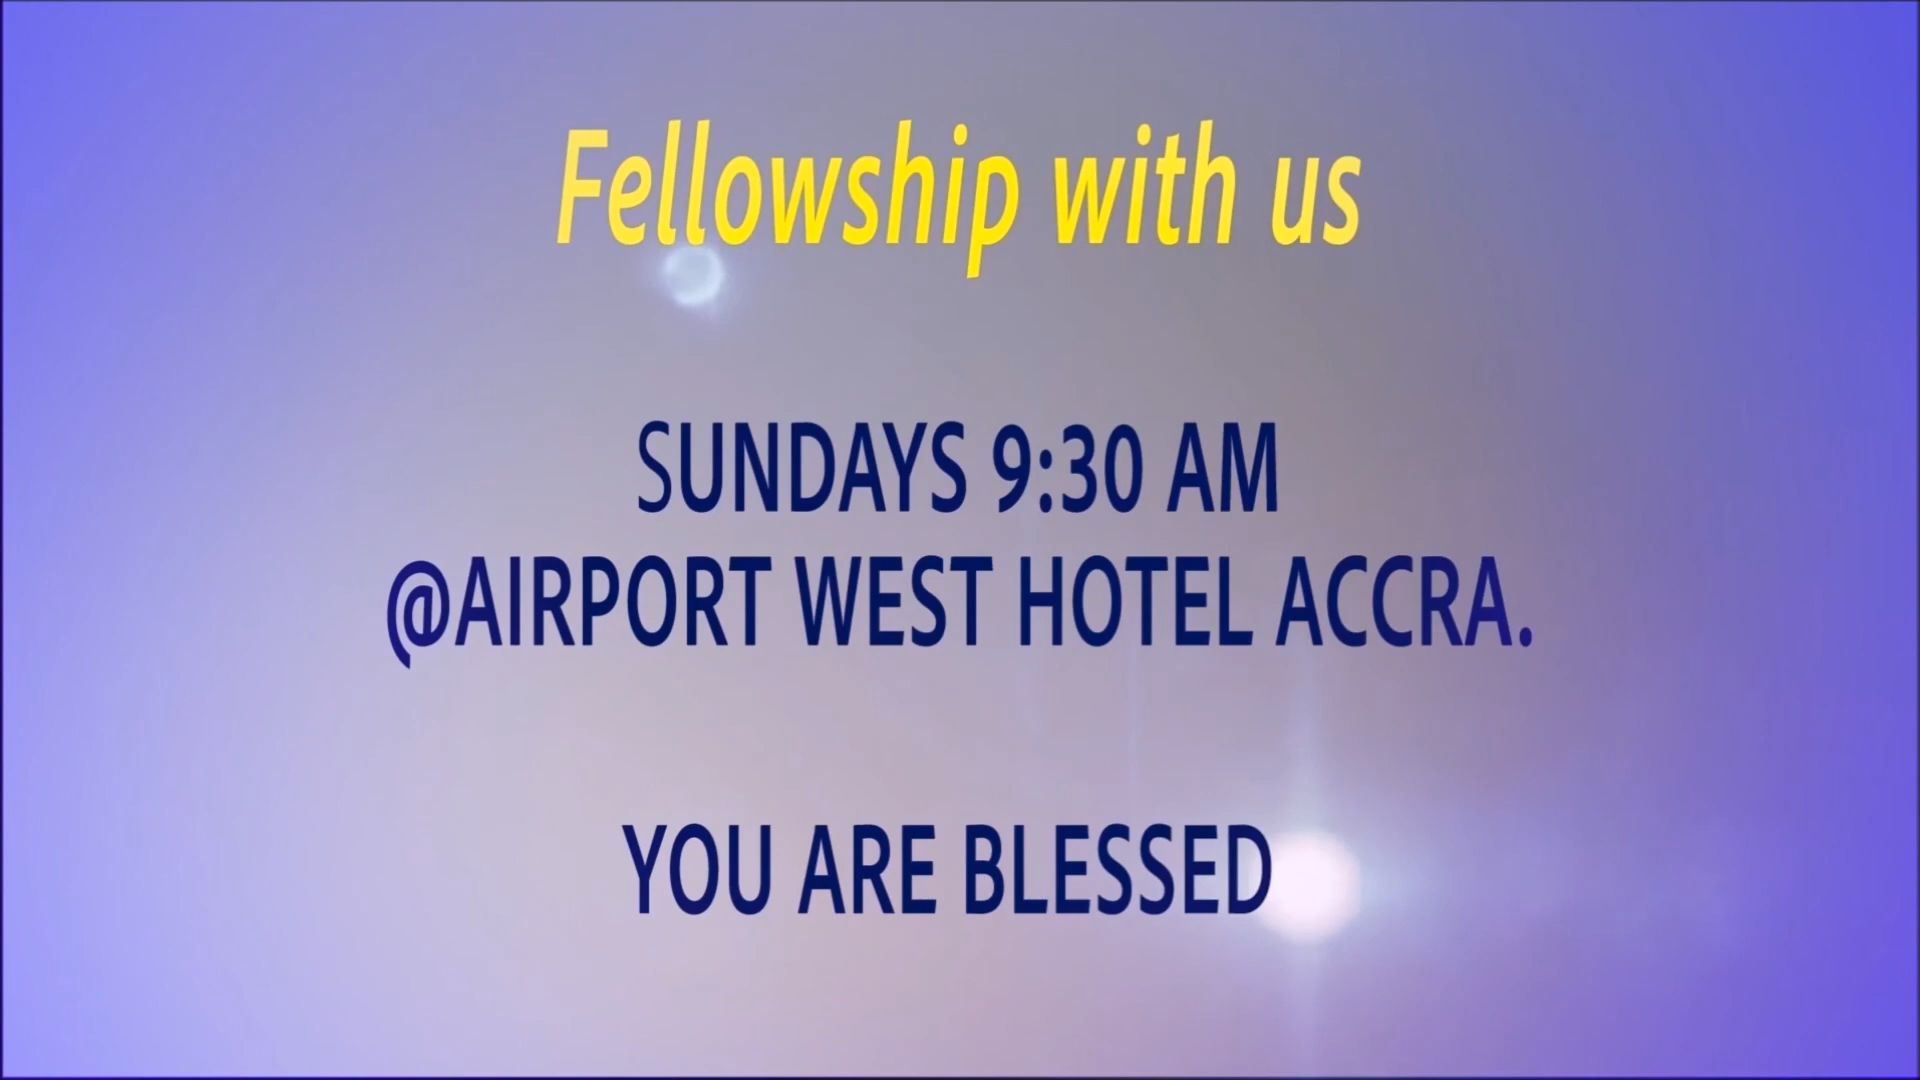 Fellowship with us
SUNDAYS 9:30 AM
@AIRPORT WEST HOTEL ACCRA.
YOU ARE BLESSED